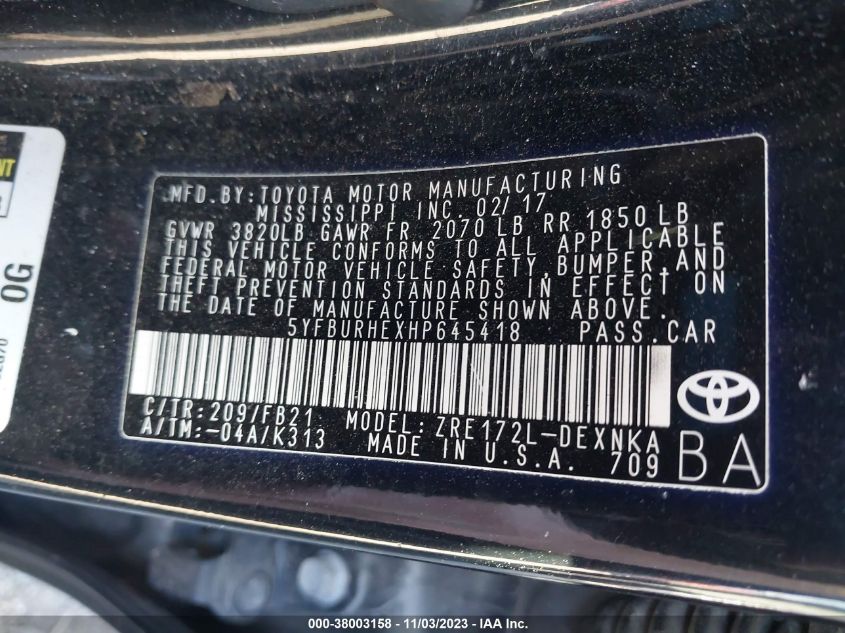 MFD. BY: TOYOTA MOTOR MANUFACTURING
MISSISSIPPI INC. 02/17
GVWR 3820LB GAWR FR 2070 LB RR 1850 LB
THIS VEHICLE CONFORMS TO ALL APPLICABLE
FEDERAL MOTOR VEHICLE SAFETY, BUMPER, AND
THEFT PREVENTION STANDARDS IN EFFECT ON
THE DATE OF MANUFACTURE SHOWN ABOVE.
5YFBURHEXHP645418 PASS. CAR
C/TR: 209/FB21 MODEL: ZRE172L-DEXNKA
A/TM: -04A/K313 MADE IN U.S.A. 709
BA
OG
000-38003158 - 11/03/2023 - IAA Inc.